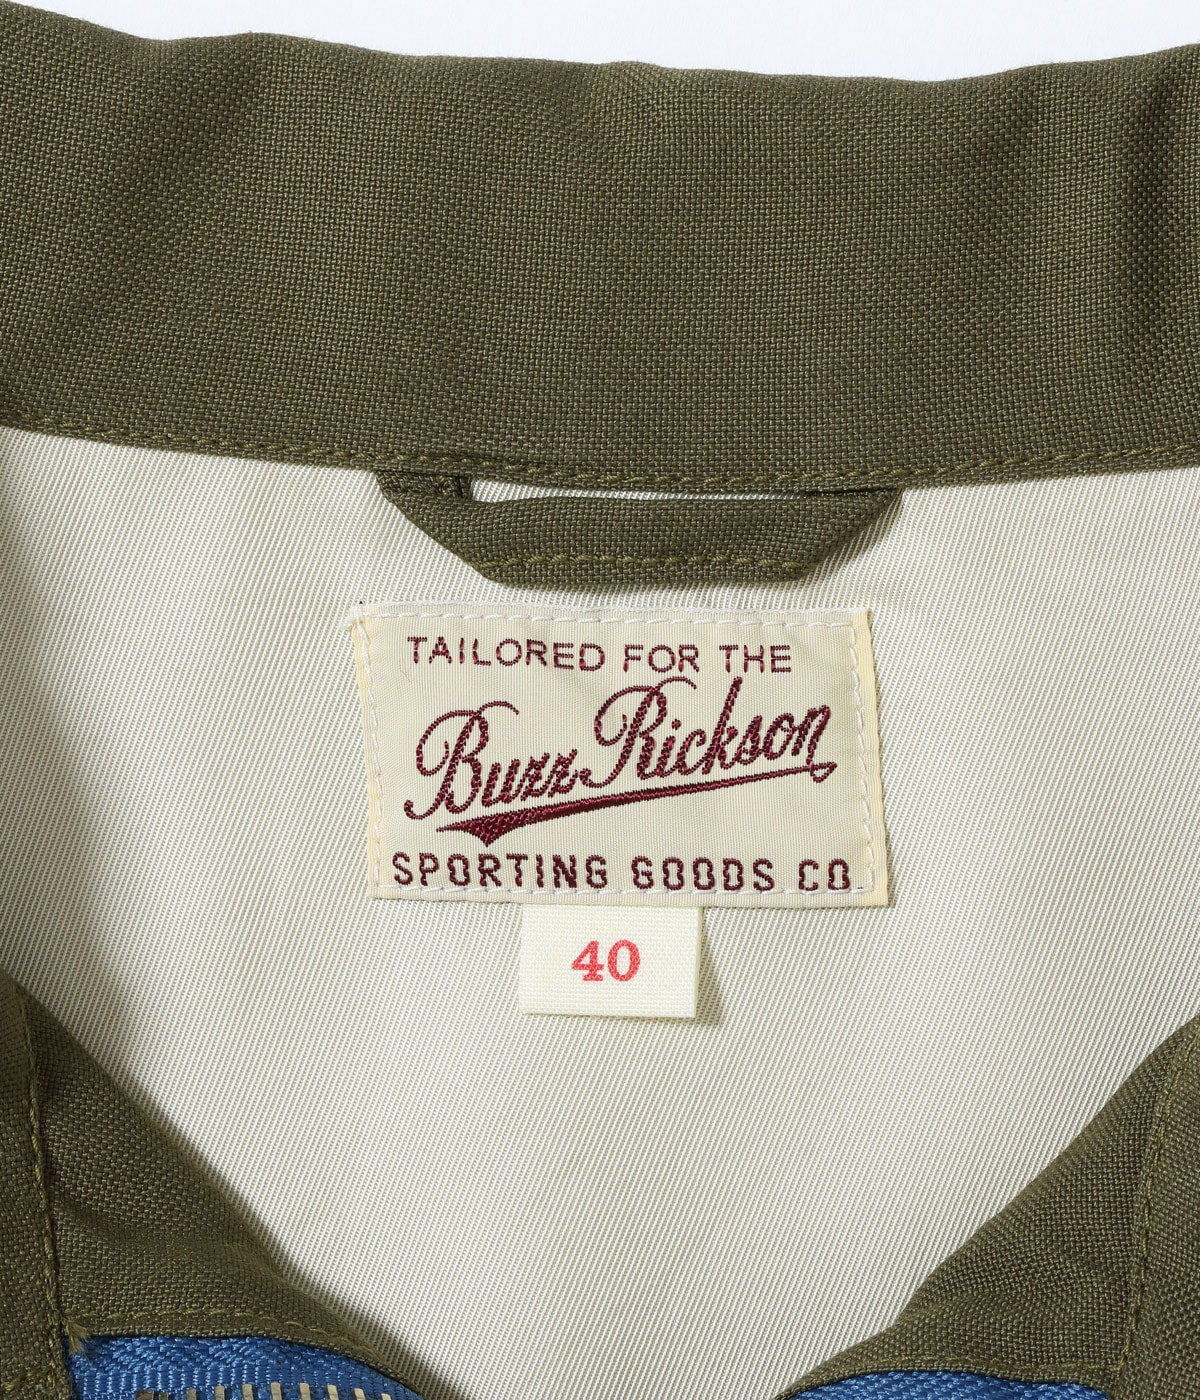 TAILORED FOR THE
Buzz Rickson
SPORTING GOODS CO.
40